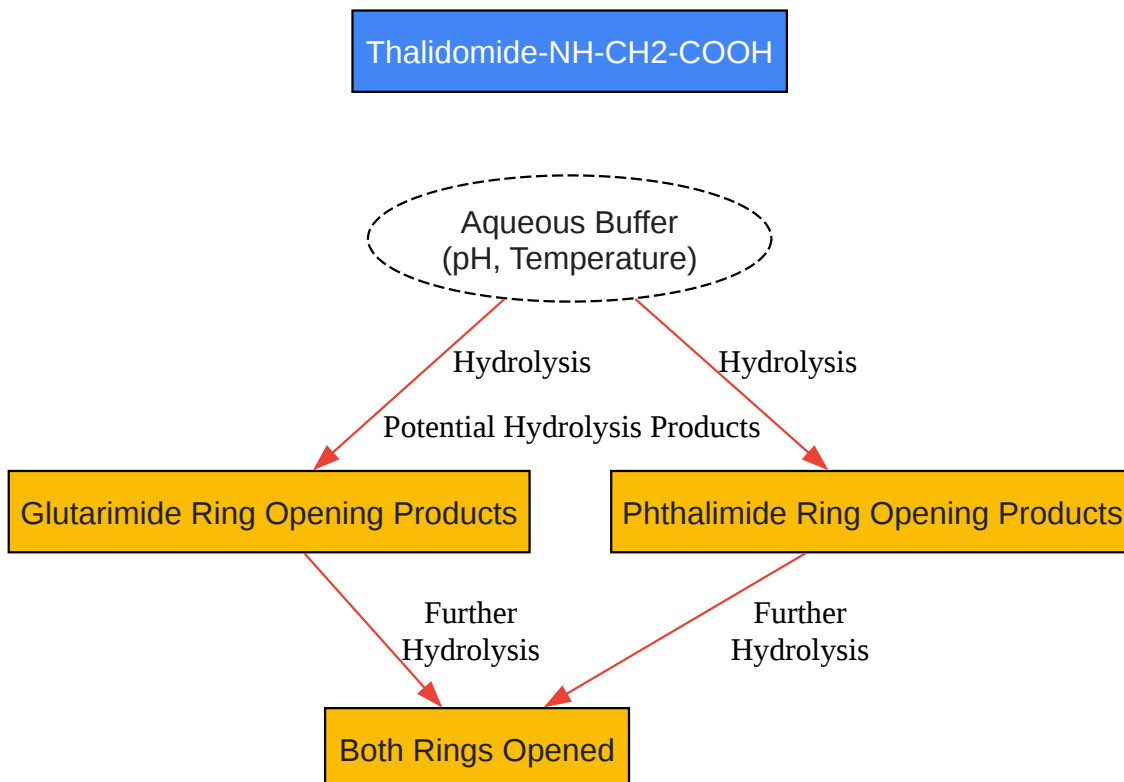 Thalidomide-NH-CH2-COOH
Aqueous Buffer
(pH, Temperature)
Hydrolysis
Hydrolysis
Potential Hydrolysis Products
Glutarimide Ring Opening Products
Phthalimide Ring Opening Products
Further
Hydrolysis
Further
Hydrolysis
Both Rings Opened